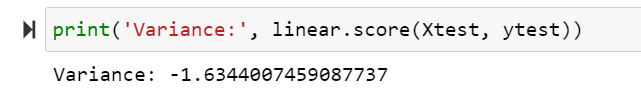 print('Variance:', linear.score(Xtest, ytest))
Variance: -1.6344007459087737